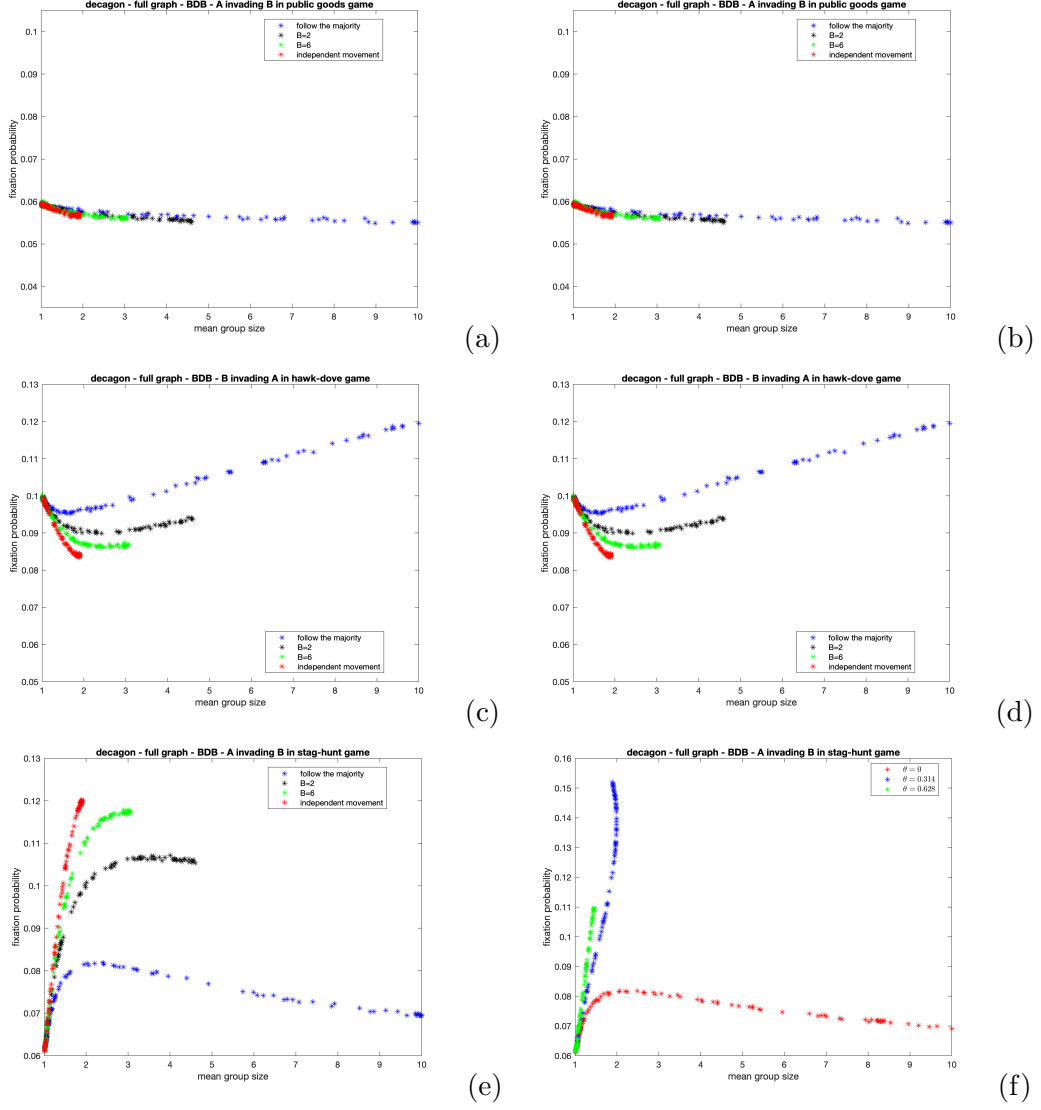 decagon - full graph - BDB - A invading B in public goods game
0.1
0.09
0.08
0.07
0.06
0.05
0.04
fixation probability
follow the majority
B=2
B=6
independent movement
1 2 3 4 5 6 7 8 9 10
mean group size
(a)
decagon - full graph - BDB - A invading B in public goods game
0.1
0.09
0.08
0.07
0.06
0.05
0.04
fixation probability
follow the majority
B=2
B=6
independent movement
1 2 3 4 5 6 7 8 9 10
mean group size
(b)
decagon - full graph - BDB - B invading A in hawk-dove game
0.13
0.12
0.11
0.1
0.09
0.08
0.07
0.06
0.05
fixation probability
follow the majority
B=2
B=6
independent movement
1 2 3 4 5 6 7 8 9 10
mean group size
(c)
decagon - full graph - BDB - B invading A in hawk-dove game
0.13
0.12
0.11
0.1
0.09
0.08
0.07
0.06
0.05
fixation probability
follow the majority
B=2
B=6
independent movement
1 2 3 4 5 6 7 8 9 10
mean group size
(d)
decagon - full graph - BDB - A invading B in stag-hunt game
0.13
0.12
0.11
0.1
0.09
0.08
0.07
0.06
fixation probability
follow the majority
B=2
B=6
independent movement
1 2 3 4 5 6 7 8 9 10
mean group size
(e)
decagon - full graph - BDB - A invading B in stag-hunt game
0.16
0.15
0.14
0.13
0.12
0.11
0.1
0.09
0.08
0.07
0.06
fixation probability
θ = 0
θ = 0.314
θ = 0.628
1 2 3 4 5 6 7 8 9 10
mean group size
(f)